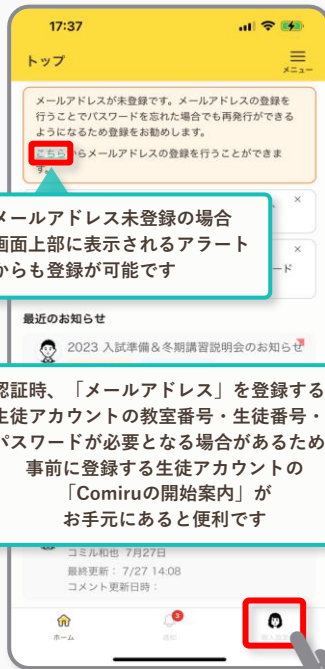 17:37
トップ
メニュー
メールアドレスが未登録です。メールアドレスの登録を
行うことでパスワードを忘れた場合でも再発行ができる
ようになるため登録をお勧めします。
こちらからメールアドレスの登録を行うことができま
す。
×
メールアドレス未登録の場合
画面上部に表示されるアラート
からも登録が可能です
×
ード
最近のお知らせ
2023 入試準備&冬期講習説明会のお知らせ
認証時、「メールアドレス」を登録する
生徒アカウントの教室番号・生徒番号・
パスワードが必要となる場合があるため
事前に登録する生徒アカウントの
「Comiruの開始案内」が
お手元にあると便利です
コミル和也 7月27日
最終更新： 7/27 14:08
コメント更新日時：
ホーム